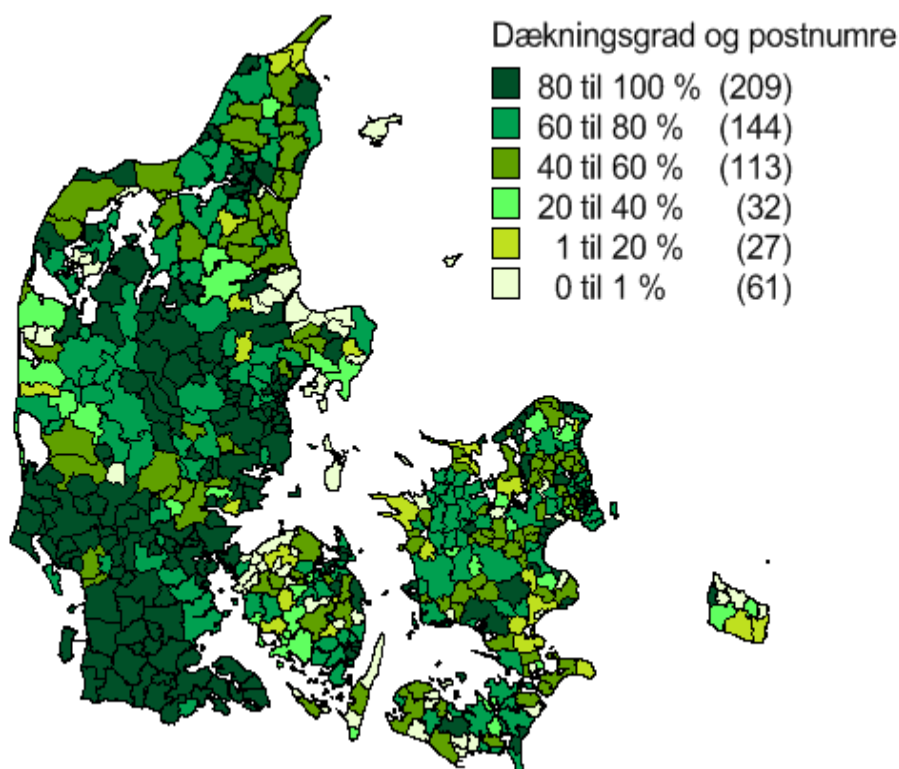 Dækningsgrad og postnumre
80 til 100 % (209)
60 til 80 % (144)
40 til 60 % (113)
20 til 40 % (32)
1 til 20 % (27)
0 til 1 % (61)